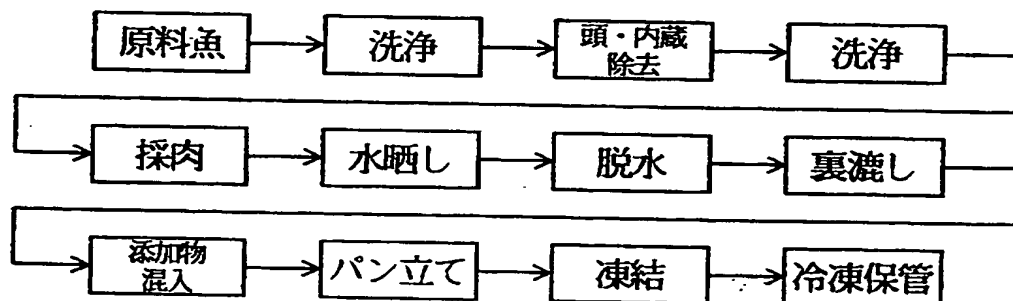 原料魚
洗浄
頭・内蔵
除去
洗浄
採肉
水晒し
脱水
裏漉し
添加物
混入
パン立て
凍結
冷凍保管